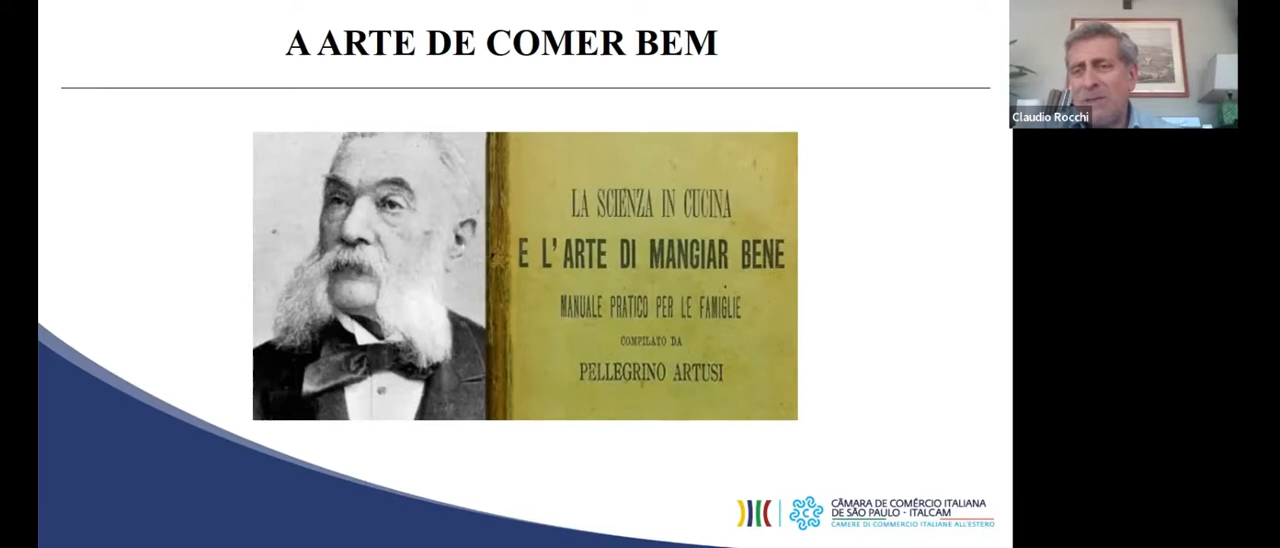 A ARTE DE COMER BEM
Claudio Rocchi
LA SCIENZA IN CUCINA
E L'ARTE DI MANGIAR BENE
MANUALE PRATICO PER LE FAMIGLIE
COMPILATO DA
PELLEGRINO ARTUSI
CÂMARA DE COMÉRCIO ITALIANA
DE SÃO PAULO - ITALCAM
CAMERE DI COMMERCIO ITALIANE ALL'ESTERO